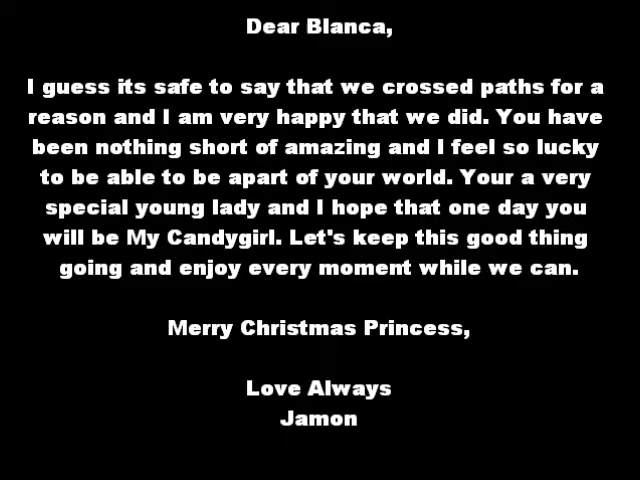 Dear Blanca,
I guess its safe to say that we crossed paths for a
reason and I am very happy that we did. You have
been nothing short of amazing and I feel so lucky
to be able to be apart of your world. Your a very
special young lady and I hope that one day you
will be My Candygirl. Let's keep this good thing
going and enjoy every moment while we can.
Merry Christmas Princess,
Love Always
Jamon